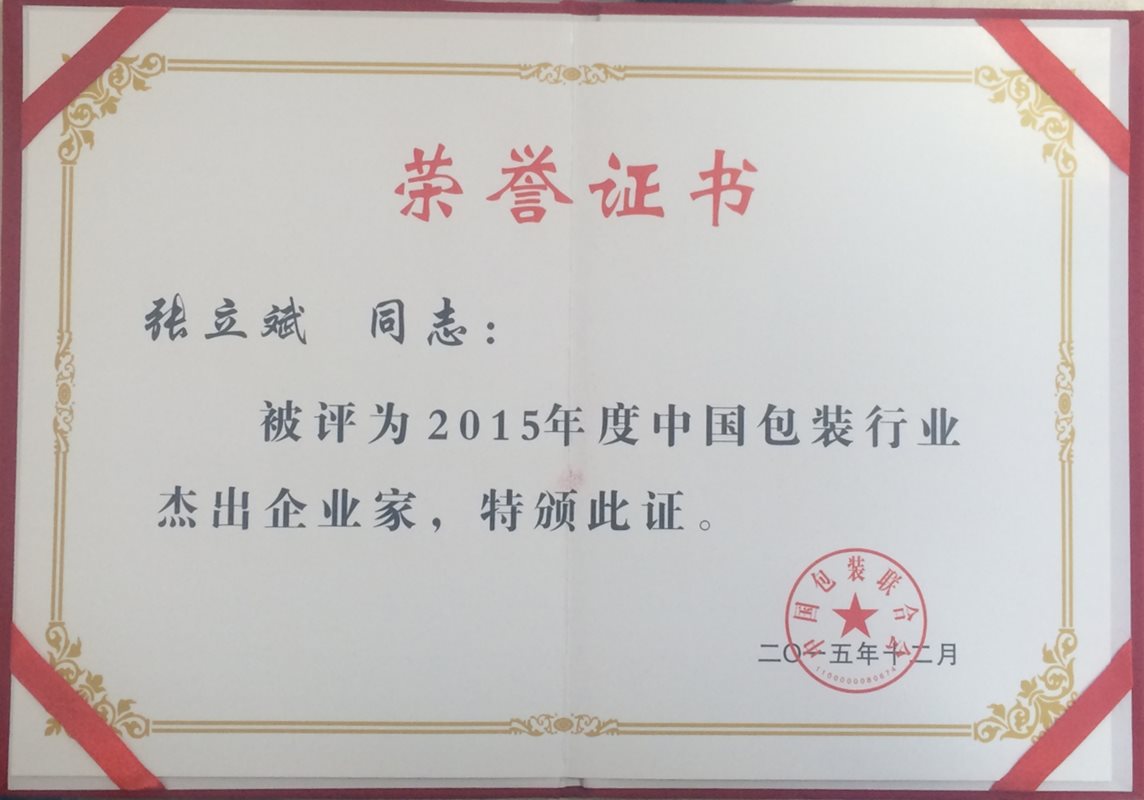 荣誉证书
张立斌 同志：
被评为2015年度中国包装行业
杰出企业家，特颁此证。
中国包装联合会
二〇一五年十二月